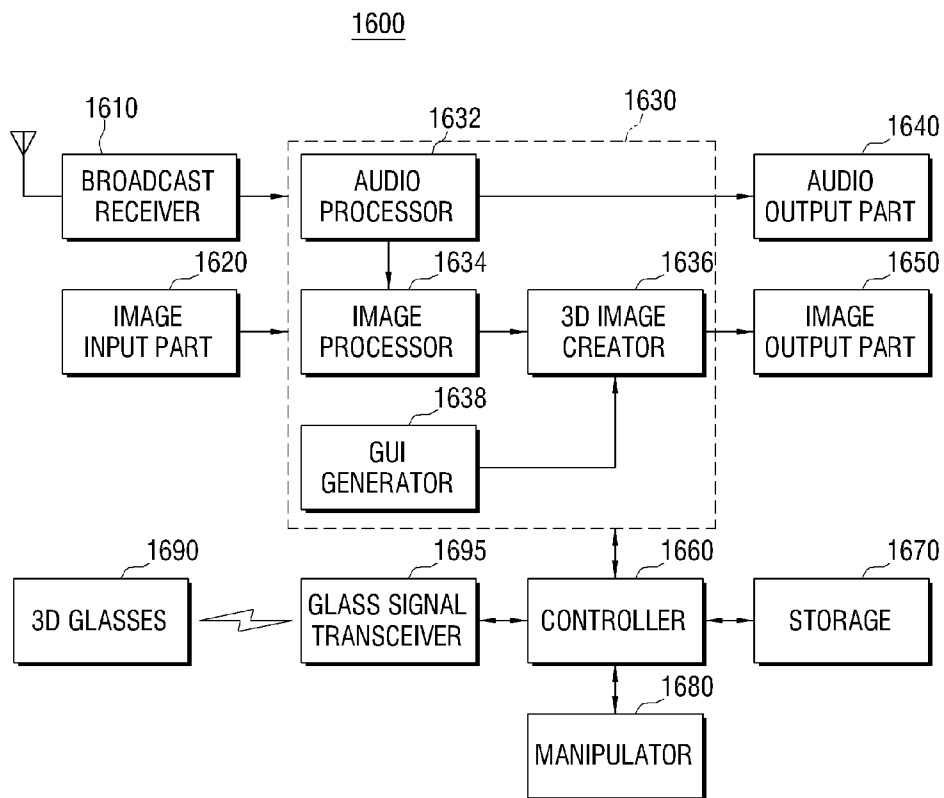 1600
1610
1632
1630
1640
BROADCAST
RECEIVER
AUDIO
PROCESSOR
AUDIO
OUTPUT PART
1620
1634
1636
1650
IMAGE
INPUT PART
IMAGE
PROCESSOR
3D IMAGE
CREATOR
IMAGE
OUTPUT PART
1638
GUI
GENERATOR
1690
1695
1660
1670
3D GLASSES
GLASS SIGNAL
TRANSCEIVER
CONTROLLER
STORAGE
1680
MANIPULATOR